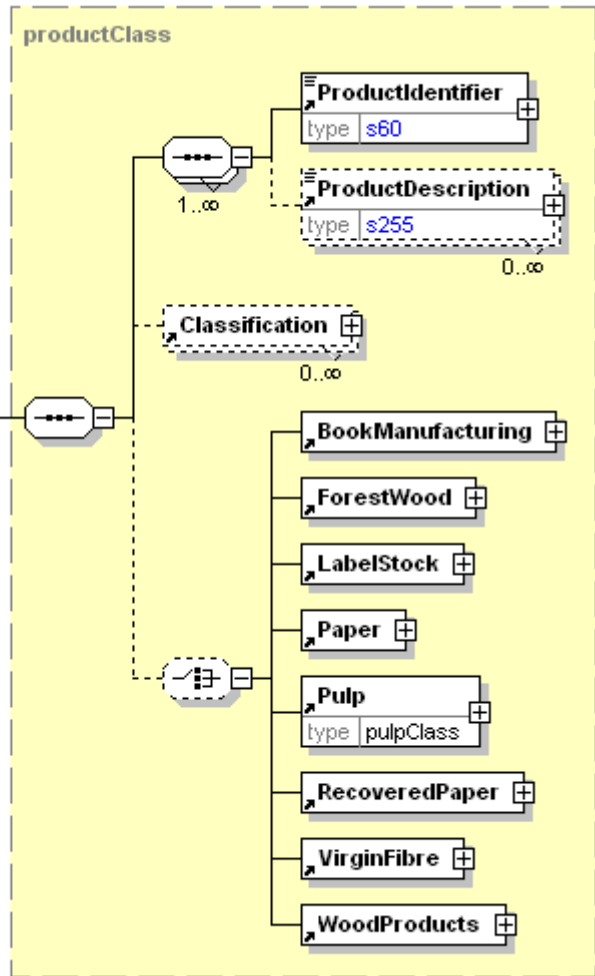 productClass
ProductIdentifier
type s60
1..∞
ProductDescription
type s255
0..∞
Classification
0..∞
BookManufacturing
ForestWood
LabelStock
Paper
Pulp
type pulpClass
RecoveredPaper
VirginFibre
WoodProducts